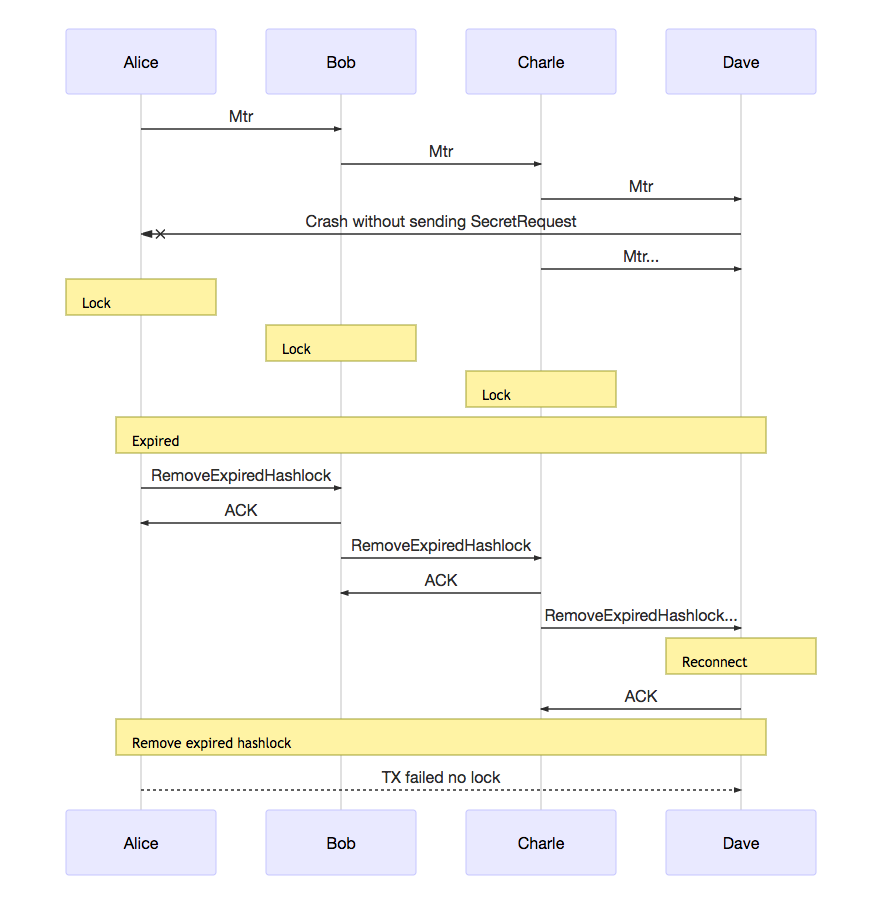 Alice
Bob
Charle
Dave
Mtr
Mtr
Mtr
Crash without sending SecretRequest
Mtr...
Lock
Lock
Lock
Expired
RemoveExpiredHashlock
ACK
RemoveExpiredHashlock
ACK
RemoveExpiredHashlock...
Reconnect
ACK
Remove expired hashlock
TX failed no lock
Alice
Bob
Charle
Dave